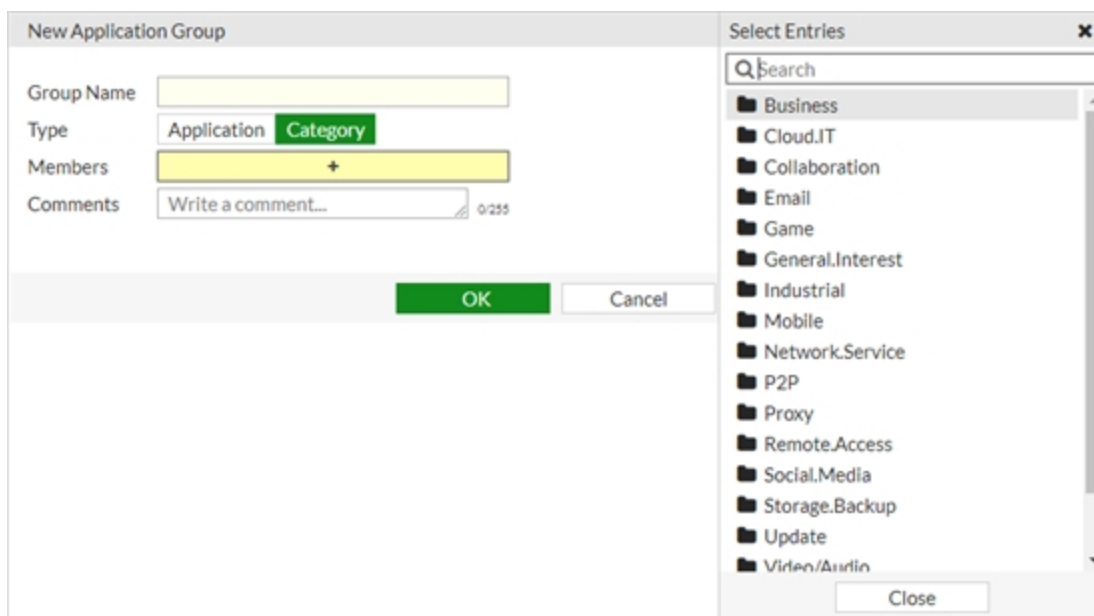 New Application Group
Group Name
Type Application Category
Members +
Comments Write a comment... 0/255
OK Cancel
Select Entries
Search
Business
Cloud.IT
Collaboration
Email
Game
General.Interest
Industrial
Mobile
Network.Service
P2P
Proxy
Remote.Access
Social.Media
Storage.Backup
Update
Video/Audio
Close